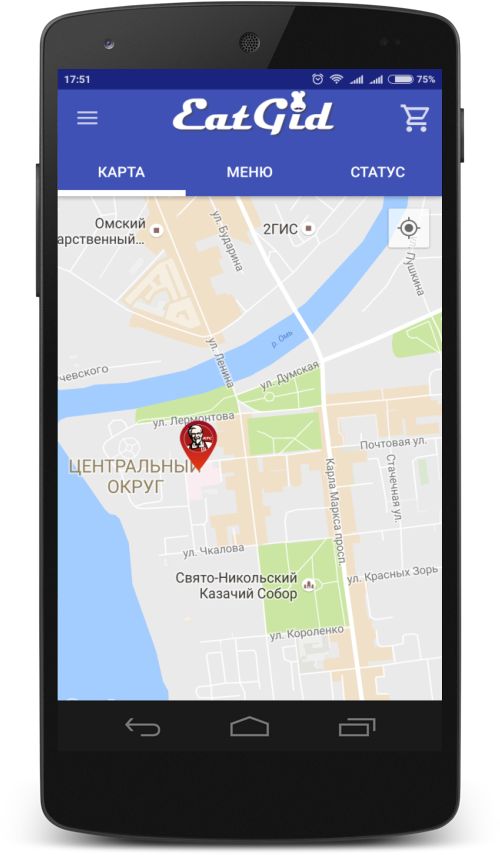 17:51
75%
EatGid
КАРТА
МЕНЮ
СТАТУС
Омский
арственный...
ул. Бударина
2ГИС
ул. Пушкина
р. Омь
ул. Ленина
чевского
ул. Думская
ул. Лермонтова
KFC
ЦЕНТРАЛЬНЫЙ
ОКРУГ
Почтовая ул.
Стачечная ул.
Карла Маркса просп.
ул. Чкалова
Свято-Никольский
Казачий Собор
ул. Красных Зорь
ул. Короленко